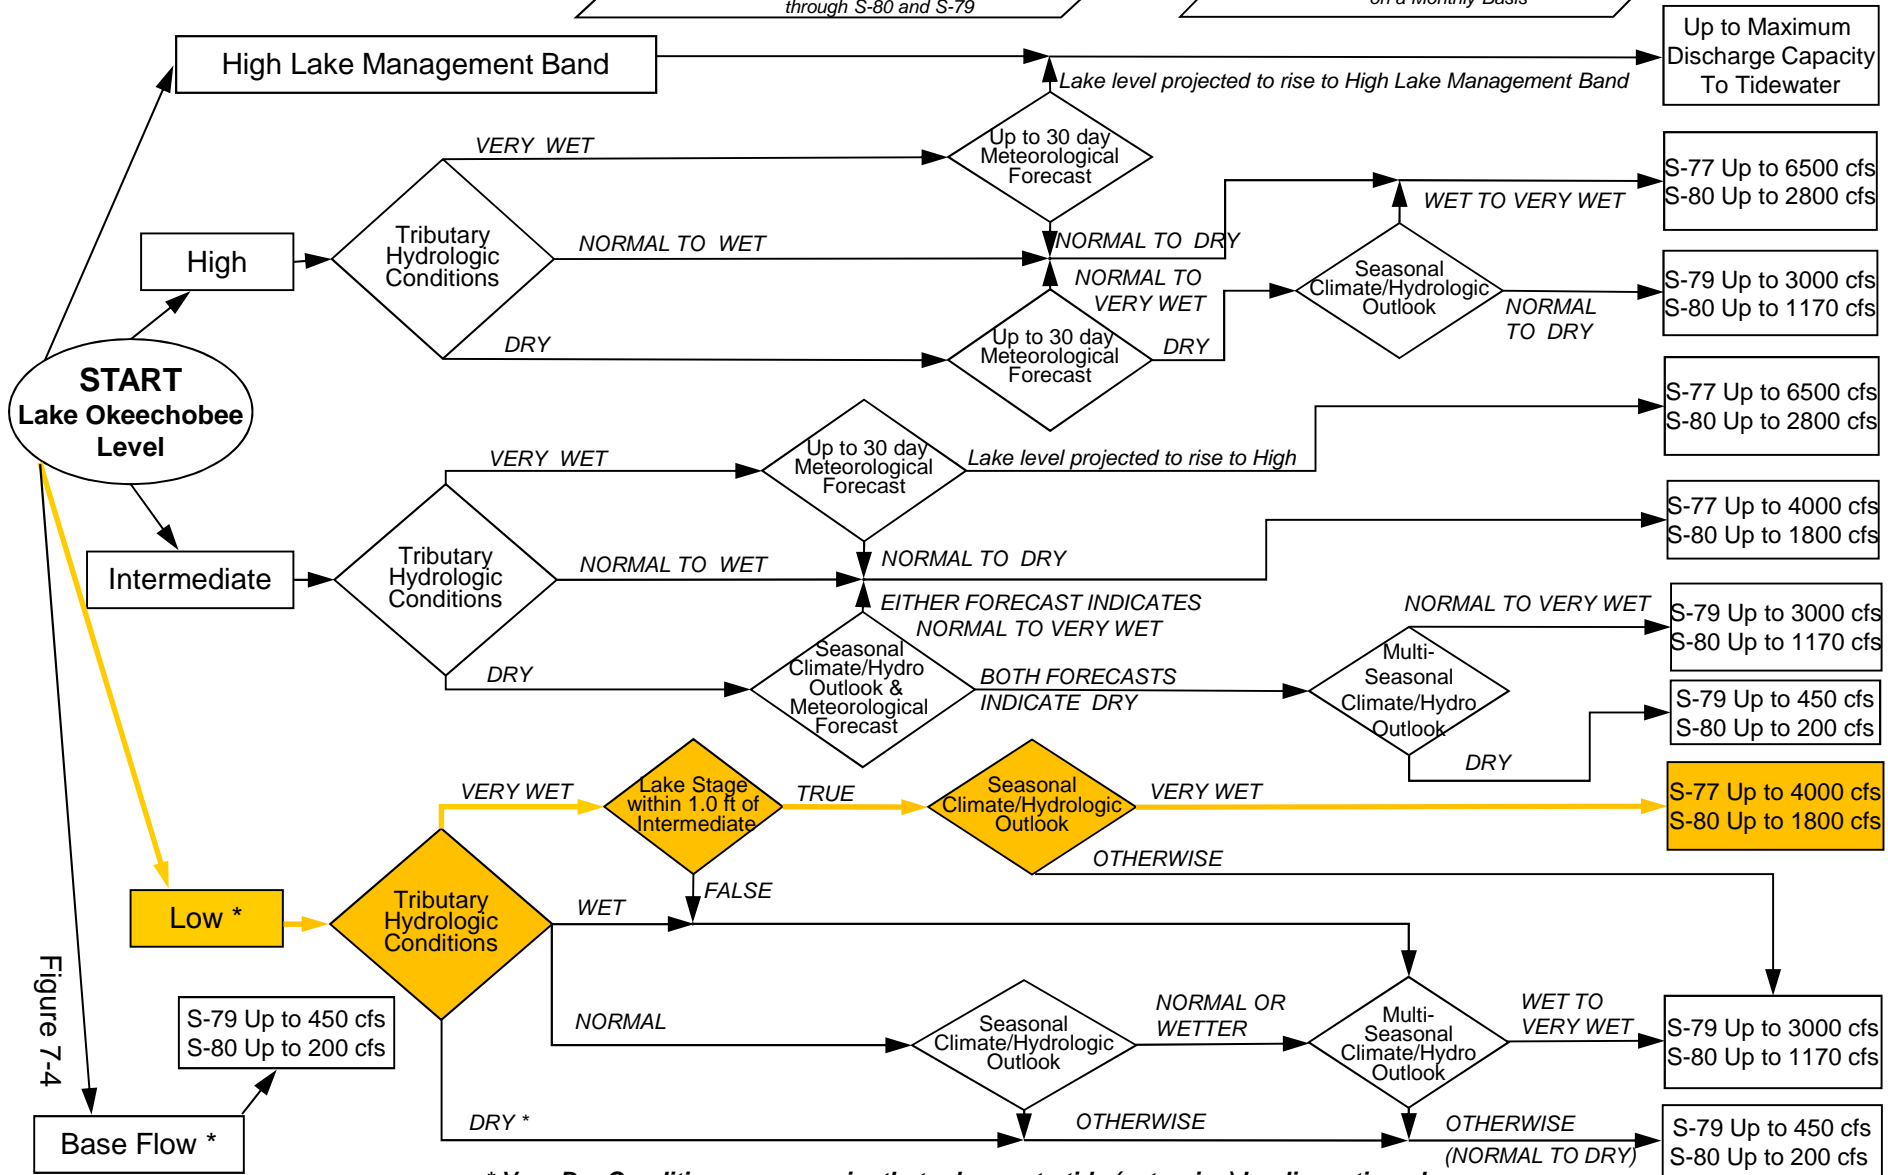 through S-80 and S-79
on a Monthly Basis
High Lake Management Band
Lake level projected to rise to High Lake Management Band
Up to Maximum
Discharge Capacity
To Tidewater
VERY WET
Up to 30 day
Meteorological
Forecast
S-77 Up to 6500 cfs
S-80 Up to 2800 cfs
WET TO VERY WET
High
Tributary
Hydrologic
Conditions
NORMAL TO WET
NORMAL TO DRY
NORMAL TO
VERY WET
Seasonal
Climate/Hydrologic
Outlook
NORMAL
TO DRY
S-79 Up to 3000 cfs
S-80 Up to 1170 cfs
DRY
Up to 30 day
Meteorological
Forecast
DRY
START
Lake Okeechobee
Level
S-77 Up to 6500 cfs
S-80 Up to 2800 cfs
VERY WET
Up to 30 day
Meteorological
Forecast
Lake level projected to rise to High
S-77 Up to 4000 cfs
S-80 Up to 1800 cfs
Intermediate
Tributary
Hydrologic
Conditions
NORMAL TO WET
NORMAL TO DRY
EITHER FORECAST INDICATES
NORMAL TO VERY WET
NORMAL TO VERY WET
S-79 Up to 3000 cfs
S-80 Up to 1170 cfs
DRY
Seasonal
Climate/Hydro
Outlook &
Meteorological
Forecast
BOTH FORECASTS
INDICATE DRY
Multi-
Seasonal
Climate/Hydro
Outlook
DRY
S-79 Up to 450 cfs
S-80 Up to 200 cfs
VERY WET
Lake Stage
within 1.0 ft of
Intermediate
TRUE
Seasonal
Climate/Hydrologic
Outlook
VERY WET
S-77 Up to 4000 cfs
S-80 Up to 1800 cfs
OTHERWISE
FALSE
Low *
Tributary
Hydrologic
Conditions
WET
NORMAL
Seasonal
Climate/Hydrologic
Outlook
NORMAL OR
WETTER
Multi-
Seasonal
Climate/Hydro
Outlook
WET TO
VERY WET
S-79 Up to 3000 cfs
S-80 Up to 1170 cfs
Figure 7-4
S-79 Up to 450 cfs
S-80 Up to 200 cfs
Base Flow *
DRY *
OTHERWISE
OTHERWISE
(NORMAL TO DRY)
S-79 Up to 450 cfs
S-80 Up to 200 cfs